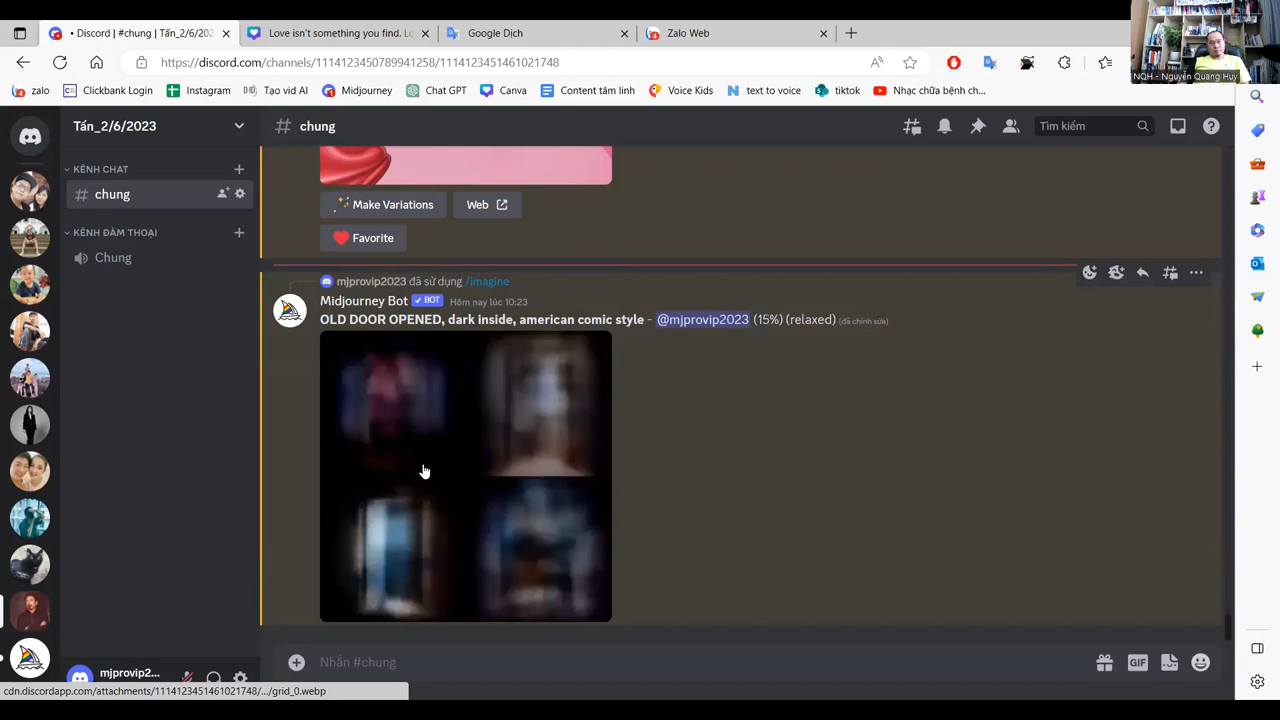 Discord | #chung | Tấn_2/6/202
Love isn't something you find. Lo
Google Dịch
Zalo Web
https://discord.com/channels/1114123450789941258/1114123451461021748
NQH - Nguyễn Quang Huy
zalo
Clickbank Login
Instagram
Tạo vid AI
Midjourney
Chat GPT
Canva
Content tâm linh
Voice Kids
text to voice
tiktok
Nhạc chữa bệnh ch...
Tấn_2/6/2023
chung
Tìm kiếm
KÊNH CHAT
chung
KÊNH ĐÀM THOẠI
Chung
Make Variations
Web
Favorite
mjprovip2023 đã sử dụng /imagine
Midjourney Bot ✓ BOT Hôm nay lúc 10:23
OLD DOOR OPENED, dark inside, american comic style - @mjprovip2023 (15%) (relaxed) (đã chỉnh sửa)
Nhắn #chung
GIF
mjprovip2...
cdn.discordapp.com/attachments/1114123451461021748/.../grid_0.webp